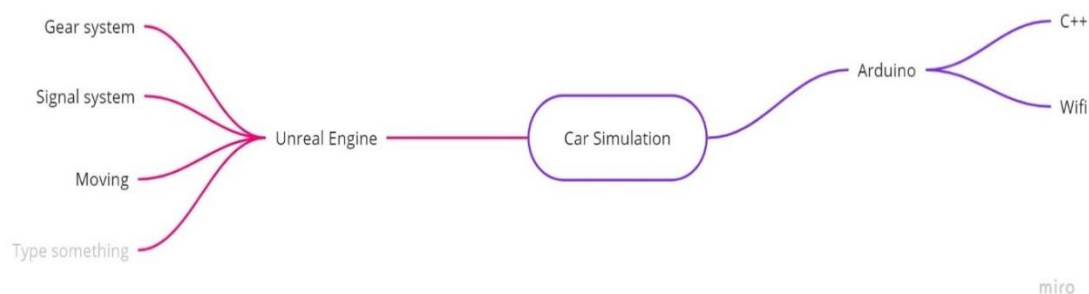 Gear system
Signal system
Moving
Type something
Unreal Engine
Car Simulation
Arduino
C++
Wifi
miro